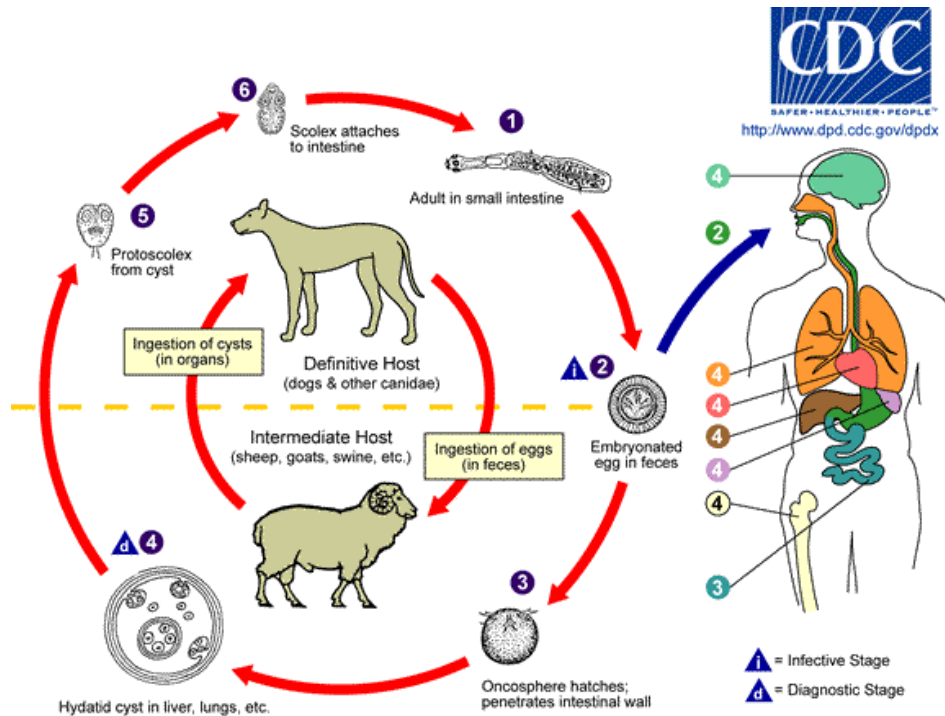 CDC
SAFER•HEALTHIER•PEOPLE™
http://www.dpd.cdc.gov/dpdx
6
Scolex attaches
to intestine
1
Adult in small intestine
5
Protoscolex
from cyst
Ingestion of cysts
(in organs)
Definitive Host
(dogs & other canidae)
i
2
Embryonated
egg in feces
Intermediate Host
(sheep, goats, swine, etc.)
Ingestion of eggs
(in feces)
d
4
Hydatid cyst in liver, lungs, etc.
3
Oncosphere hatches;
penetrates intestinal wall
4
2
4
4
4
4
4
3
i = Infective Stage
d = Diagnostic Stage